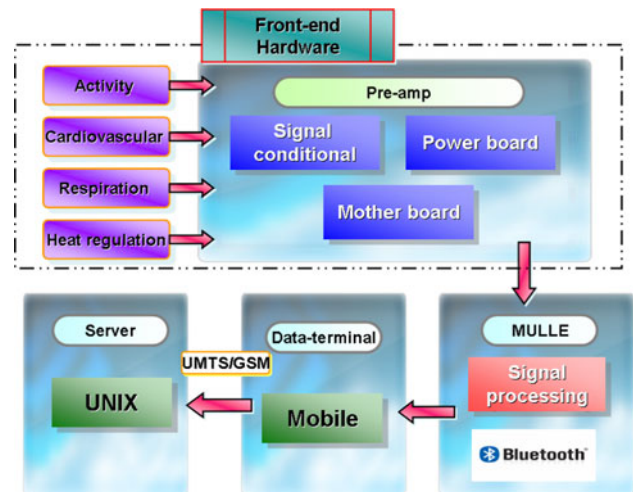 Front-end
Hardware
Activity
Cardiovascular
Respiration
Heat regulation
Pre-amp
Signal
conditional
Power board
Mother board
Server
UNIX
UMTS/GSM
Data-terminal
Mobile
MULLE
Signal
processing
Bluetooth